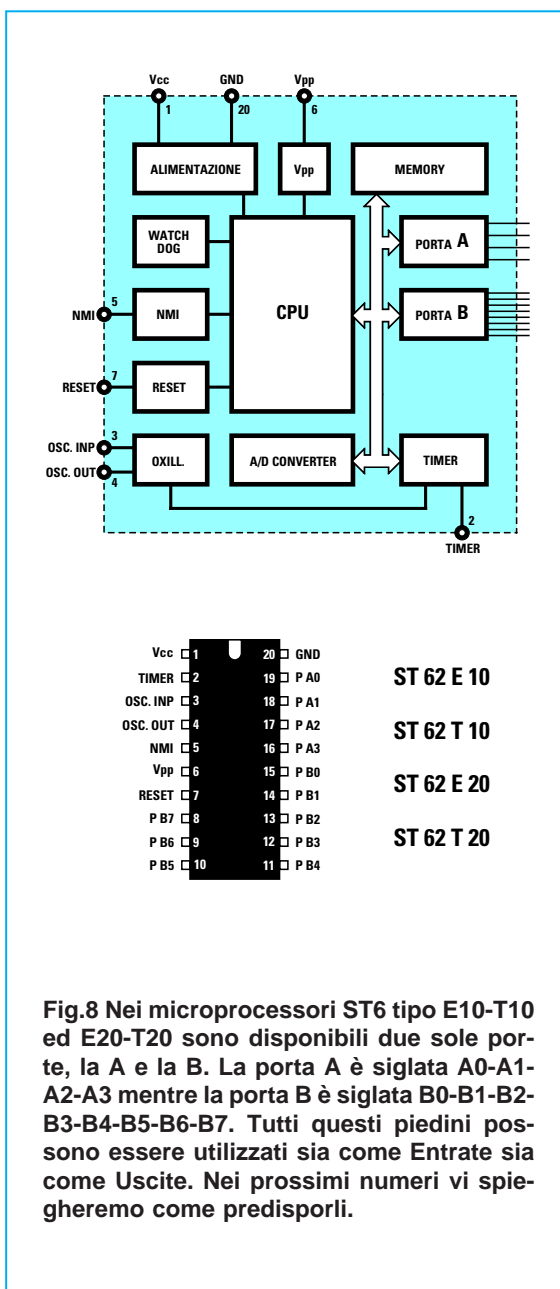 Vcc GND Vpp
1 20 6
ALIMENTAZIONE Vpp MEMORY
WATCH DOG
PORTA A
NMI 5 NMI CPU PORTA B
RESET 7 RESET
OSC. INP 3
OSC. OUT 4
OXILL. A/D CONVERTER TIMER
2
TIMER
Vcc 1 20 GND
TIMER 2 19 P A0
OSC. INP 3 18 P A1
OSC. OUT 4 17 P A2
NMI 5 16 P A3
Vpp 6 15 P B0
RESET 7 14 P B1
P B7 8 13 P B2
P B6 9 12 P B3
P B5 10 11 P B4
ST 62 E 10
ST 62 T 10
ST 62 E 20
ST 62 T 20
Fig.8 Nei microprocessori ST6 tipo E10-T10
ed E20-T20 sono disponibili due sole por-
te, la A e la B. La porta A è siglata A0-A1-
A2-A3 mentre la porta B è siglata B0-B1-B2-
B3-B4-B5-B6-B7. Tutti questi piedini pos-
sono essere utilizzati sia come Entrate sia
come Uscite. Nei prossimi numeri vi spie-
gheremo come predisporli.